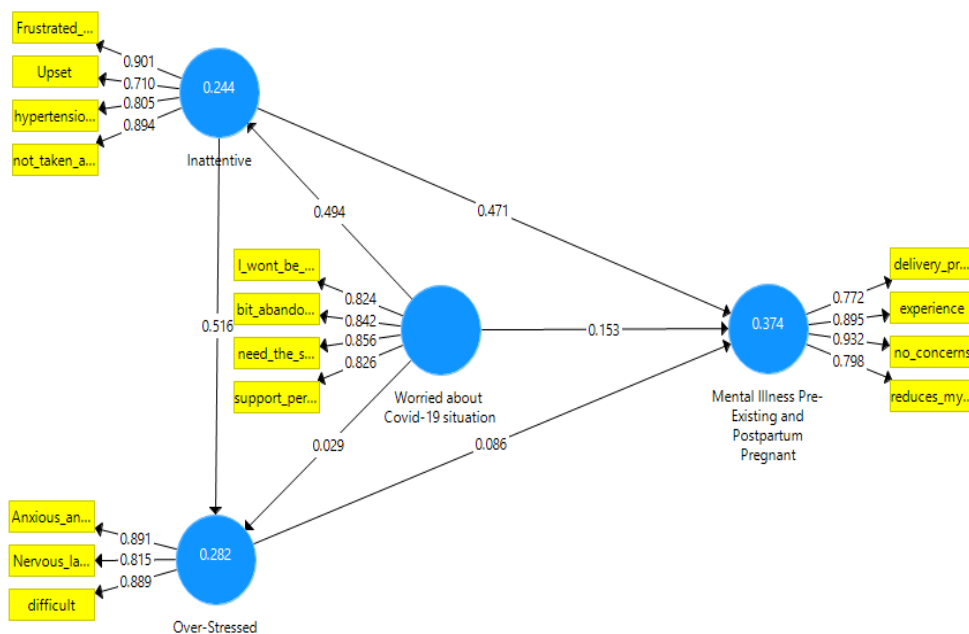 Frustrated_...
0.901
Upset
0.710
hypertensio...
0.805
not_taken_a...
0.894
0.244
Inattentive
0.494
0.471
0.516
I_wont_be_...
0.824
bit_abando...
0.842
need_the_s...
0.856
support_per...
0.826
Worried about
Covid-19 situation
0.153
0.029
0.086
0.374
Mental Illness Pre-
Existing and
Postpartum
Pregnant
delivery_pr...
0.772
experience
0.895
no_concerns
0.932
reduces_my...
0.798
Anxious_an...
0.891
Nervous_la...
0.815
difficult
0.889
0.282
Over-Stressed